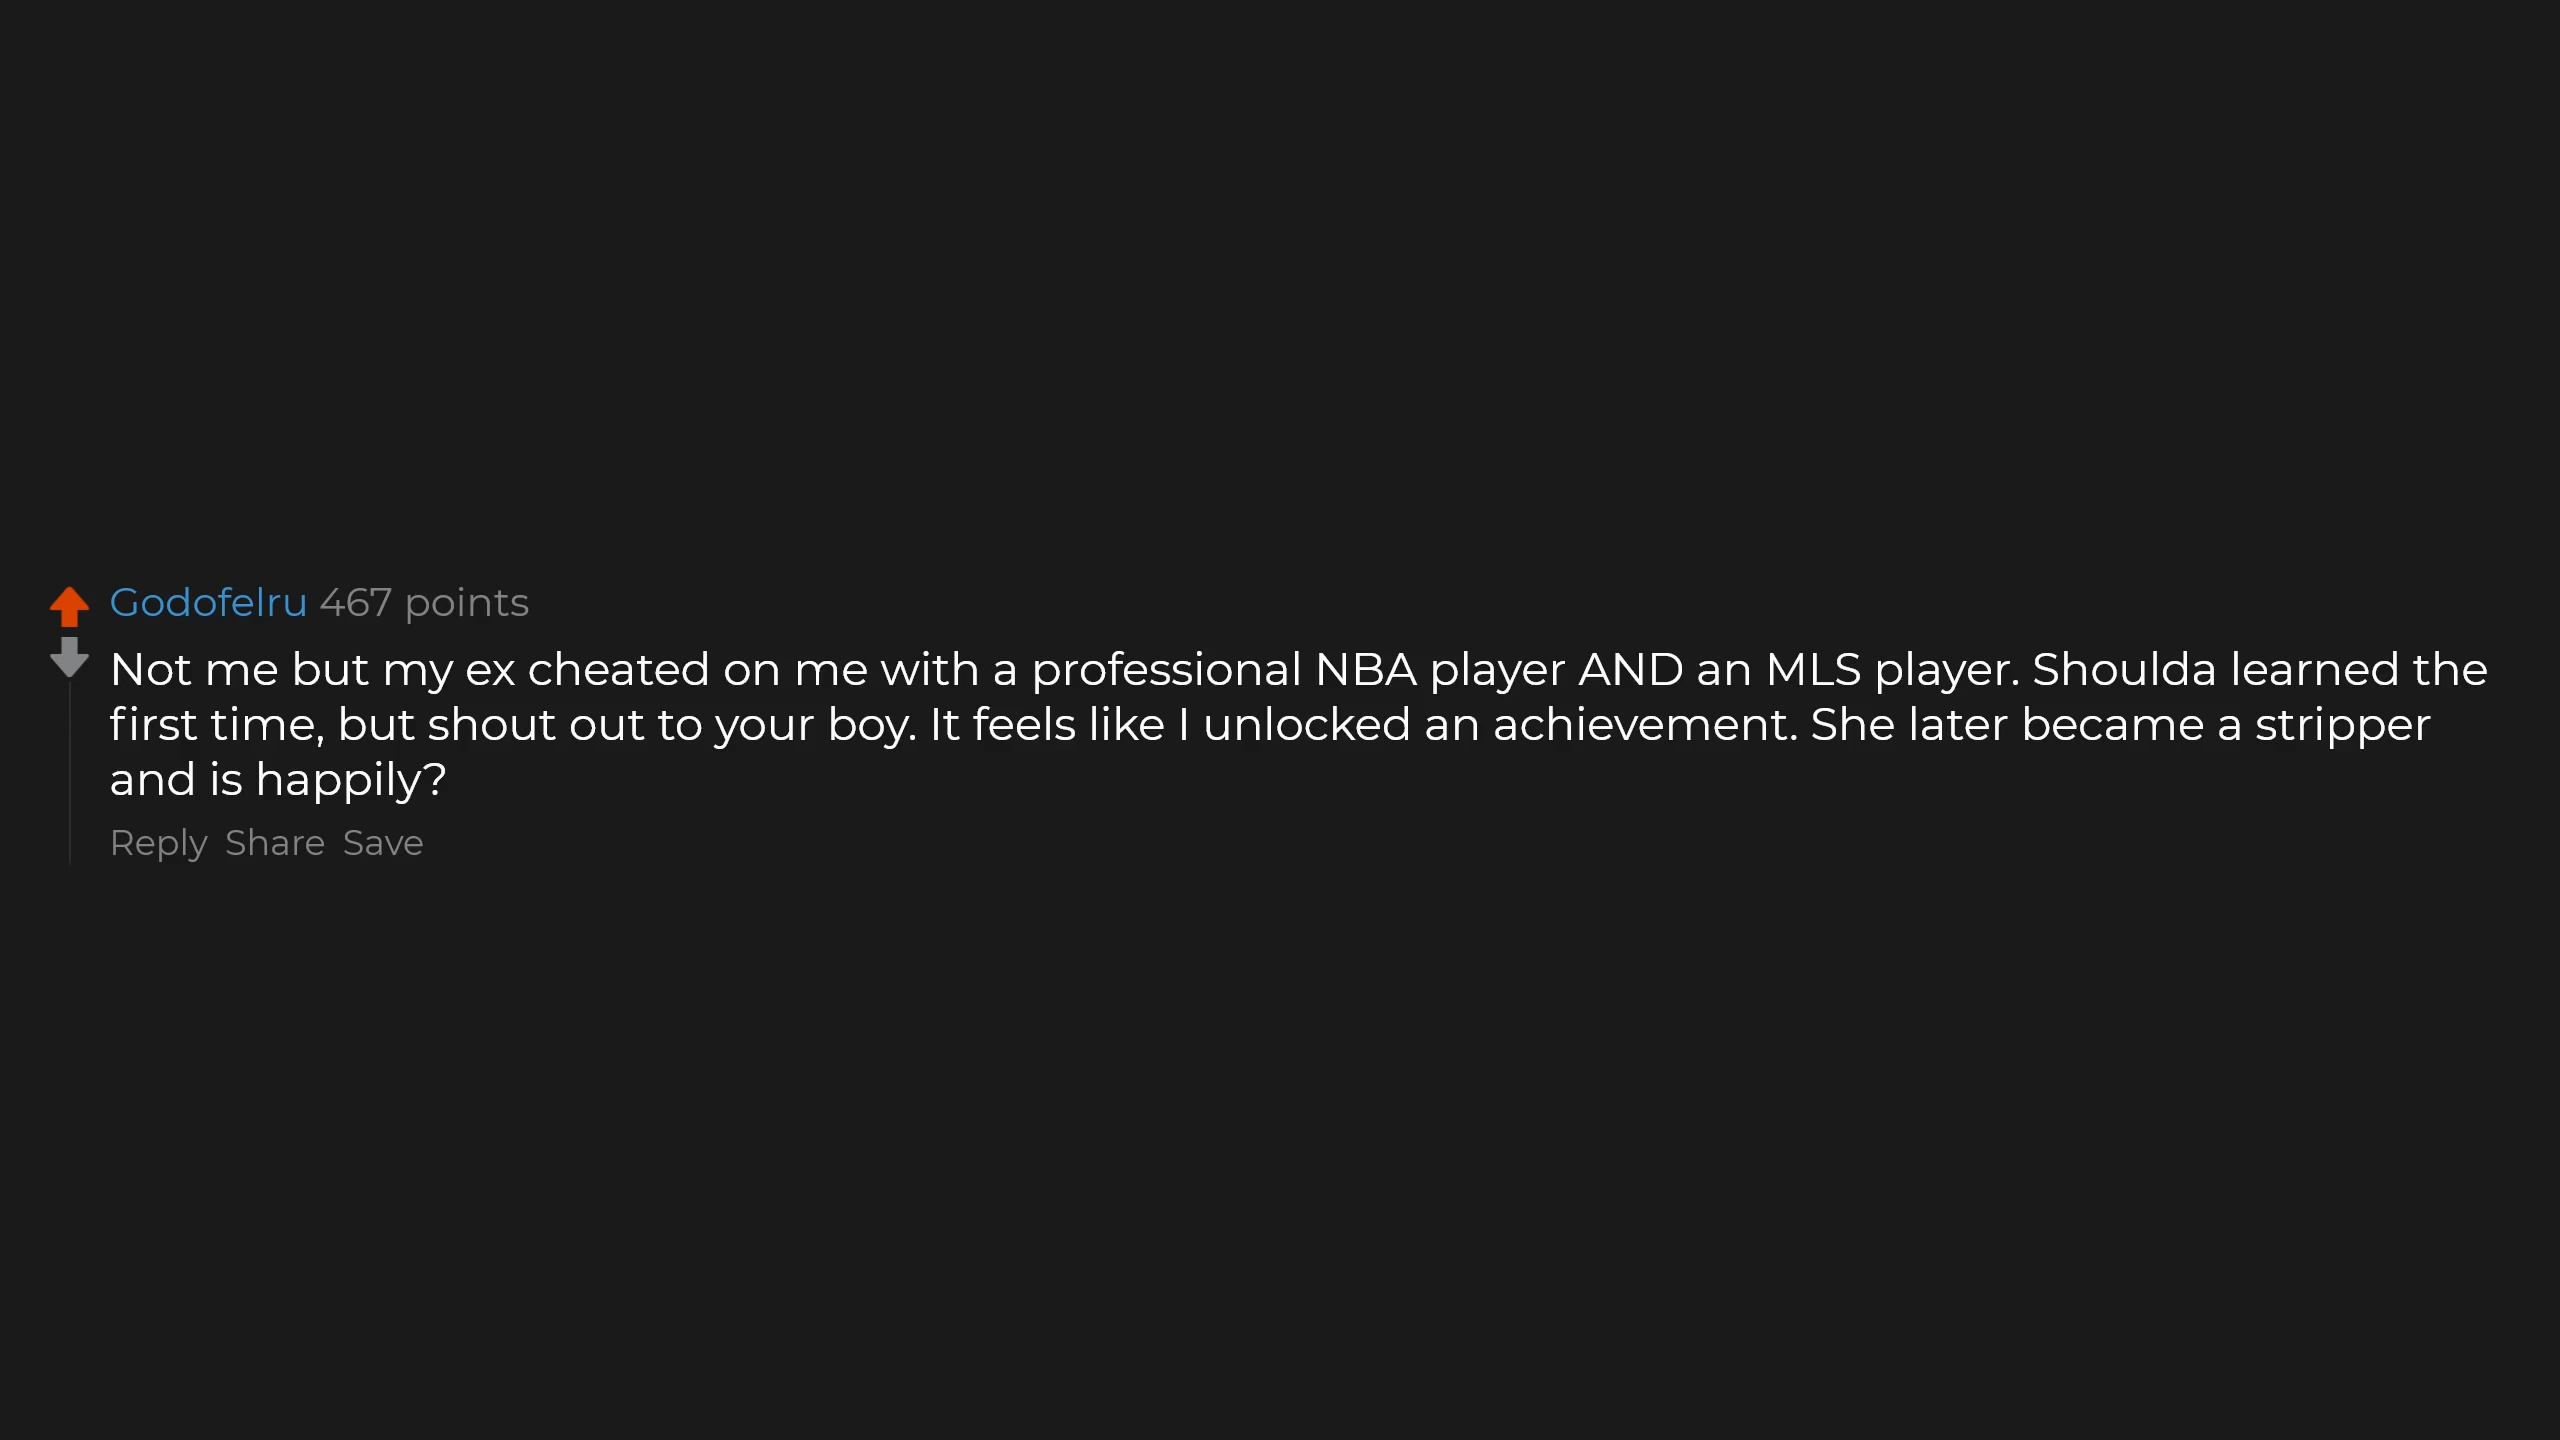 Godofelru 467 points
Not me but my ex cheated on me with a professional NBA player AND an MLS player. Shoulda learned the
first time, but shout out to your boy. It feels like I unlocked an achievement. She later became a stripper
and is happily?
Reply Share Save